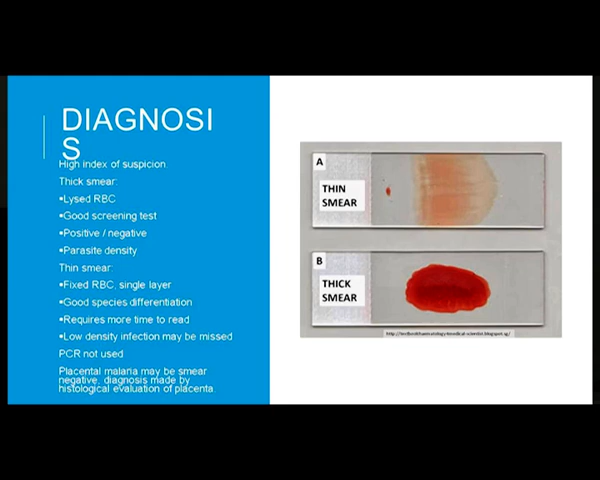 DIAGNOSI
S
High index of suspicion.
Thick smear:
▪Lysed RBC
▪Good screening test
▪Positive / negative
▪Parasite density
Thin smear:
▪Fixed RBC, single layer
▪Good species differentiation
▪Requires more time to read
▪Low density infection may be missed
PCR not used
Placental malaria may be smear
negative, diagnosis made by
histological evaluation of placenta.
A
THIN
SMEAR
B
THICK
SMEAR